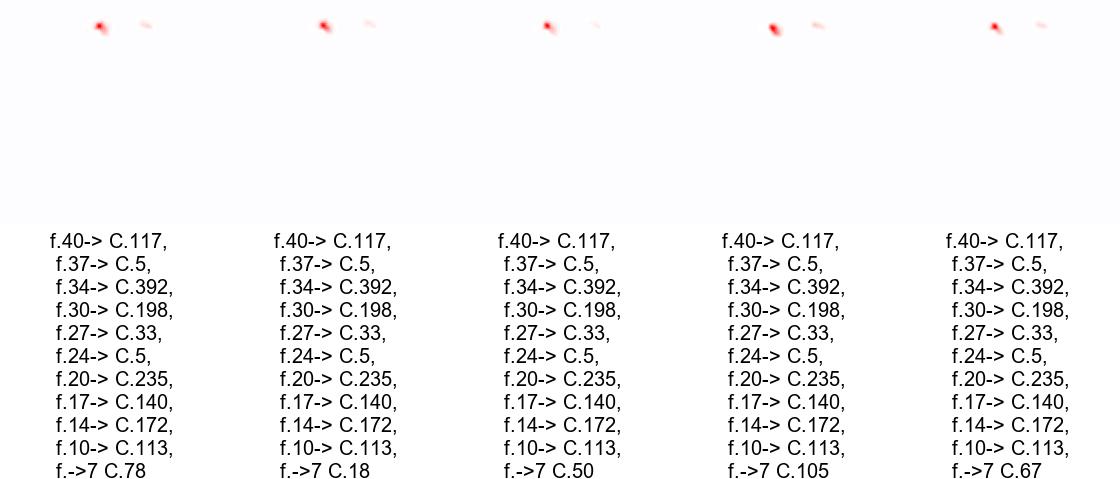 f.40-> C.117,
f.37-> C.5,
f.34-> C.392,
f.30-> C.198,
f.27-> C.33,
f.24-> C.5,
f.20-> C.235,
f.17-> C.140,
f.14-> C.172,
f.10-> C.113,
f.->7 C.78
f.40-> C.117,
f.37-> C.5,
f.34-> C.392,
f.30-> C.198,
f.27-> C.33,
f.24-> C.5,
f.20-> C.235,
f.17-> C.140,
f.14-> C.172,
f.10-> C.113,
f.->7 C.18
f.40-> C.117,
f.37-> C.5,
f.34-> C.392,
f.30-> C.198,
f.27-> C.33,
f.24-> C.5,
f.20-> C.235,
f.17-> C.140,
f.14-> C.172,
f.10-> C.113,
f.->7 C.50
f.40-> C.117,
f.37-> C.5,
f.34-> C.392,
f.30-> C.198,
f.27-> C.33,
f.24-> C.5,
f.20-> C.235,
f.17-> C.140,
f.14-> C.172,
f.10-> C.113,
f.->7 C.105
f.40-> C.117,
f.37-> C.5,
f.34-> C.392,
f.30-> C.198,
f.27-> C.33,
f.24-> C.5,
f.20-> C.235,
f.17-> C.140,
f.14-> C.172,
f.10-> C.113,
f.->7 C.67